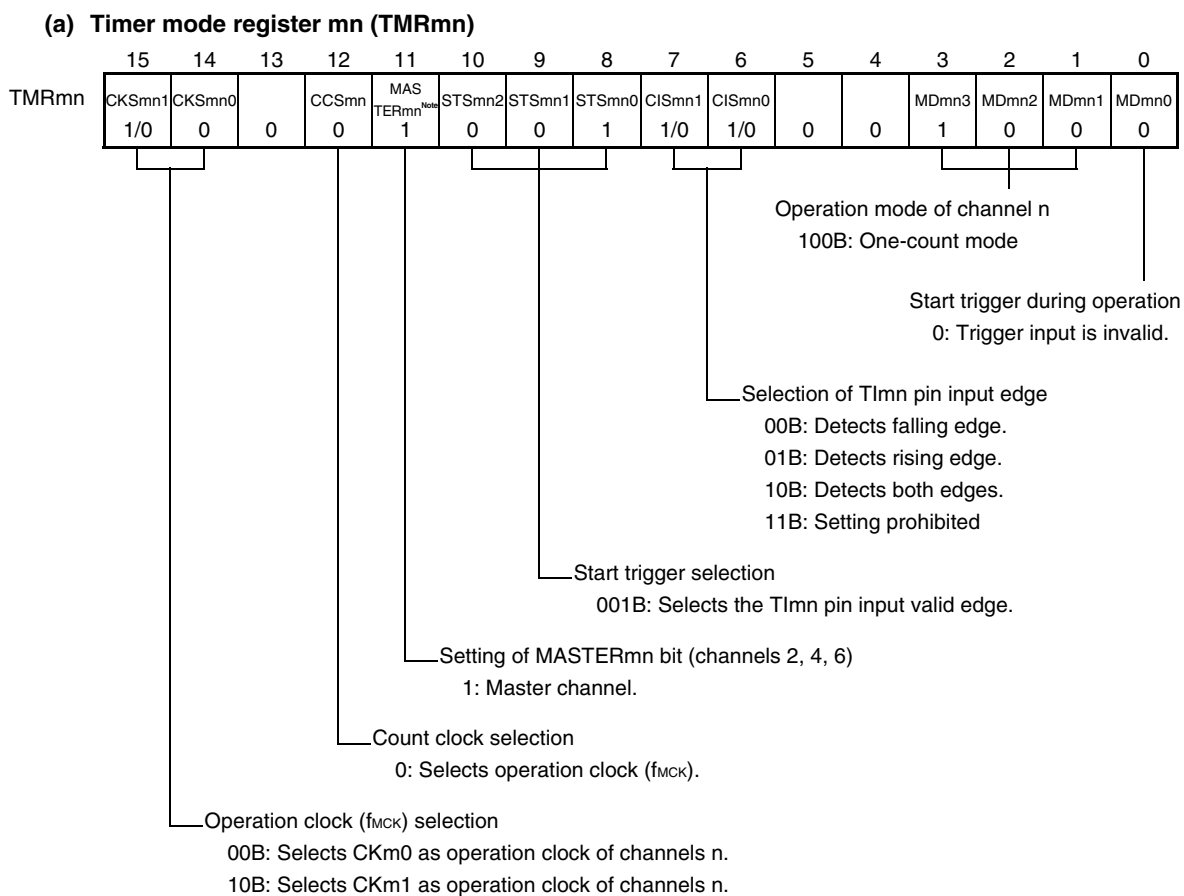 (a) Timer mode register mn (TMRmn)
15 14 13 12 11 10 9 8 7 6 5 4 3 2 1 0
TMRmn CKSmn1 CKSmn0 CCSmn MAS TERmn Note STSmn2 STSmn1 STSmn0 CISmn1 CISmn0 MDmn3 MDmn2 MDmn1 MDmn0
1/0 0 0 0 1 0 0 1 1/0 1/0 0 0 1 0 0 0
Operation mode of channel n
100B: One-count mode
Start trigger during operation
0: Trigger input is invalid.
Selection of TImn pin input edge
00B: Detects falling edge.
01B: Detects rising edge.
10B: Detects both edges.
11B: Setting prohibited
Start trigger selection
001B: Selects the TImn pin input valid edge.
Setting of MASTERmn bit (channels 2, 4, 6)
1: Master channel.
Count clock selection
0: Selects operation clock (fMCK).
Operation clock (fMCK) selection
00B: Selects CKm0 as operation clock of channels n.
10B: Selects CKm1 as operation clock of channels n.